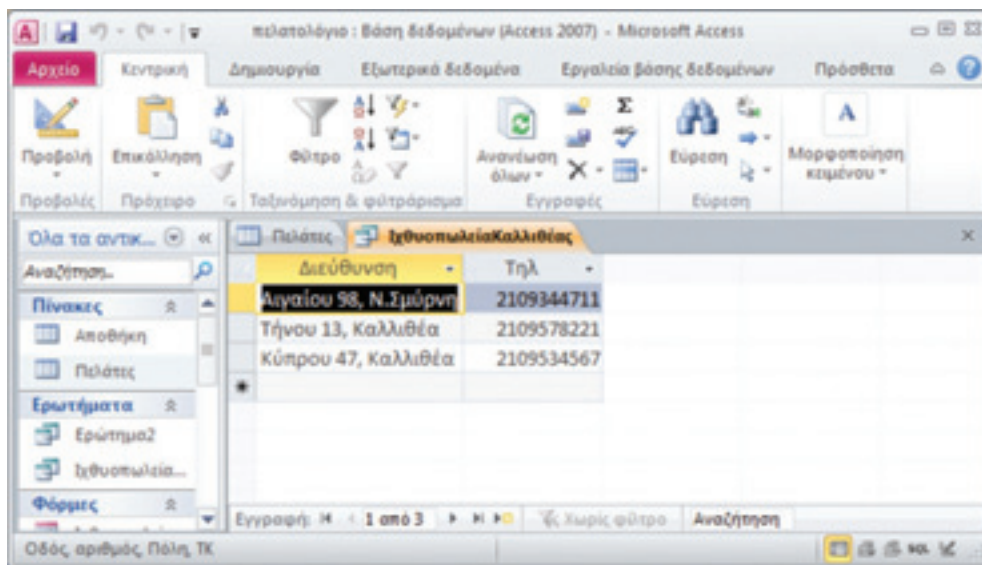 πελατολόγιο : Βάση δεδομένων (Access 2007) - Microsoft Access
Αρχείο Κεντρική Δημιουργία Εξωτερικά δεδομένα Εργαλεία βάσης δεδομένων Πρόσθετα
Προβολή Επικόλληση Φίλτρο Ανανέωση όλων Εύρεση Μορφοποίηση κειμένου
Προβολές Πρόχειρο Ταξινόμηση & φιλτράρισμα Εγγραφές Εύρεση
Όλα τα αντικ... Πελάτες ΙχθυοπωλείαΚαλλιθέας
Αναζήτηση... Διεύθυνση Τηλ
Πίνακες Αιγαίου 98, Ν.Σμύρνη 2109344711
Αποθήκη Τήνου 13, Καλλιθέα 2109578221
Πελάτες Κύπρου 47, Καλλιθέα 2109534567
Ερωτήματα
Ερώτημα2
Ιχθυοπωλεία...
Φόρμες
Εγγραφή: 1 από 3 Χωρίς φίλτρο Αναζήτηση
Οδός, αριθμός, Πόλη, ΤΚ SQL